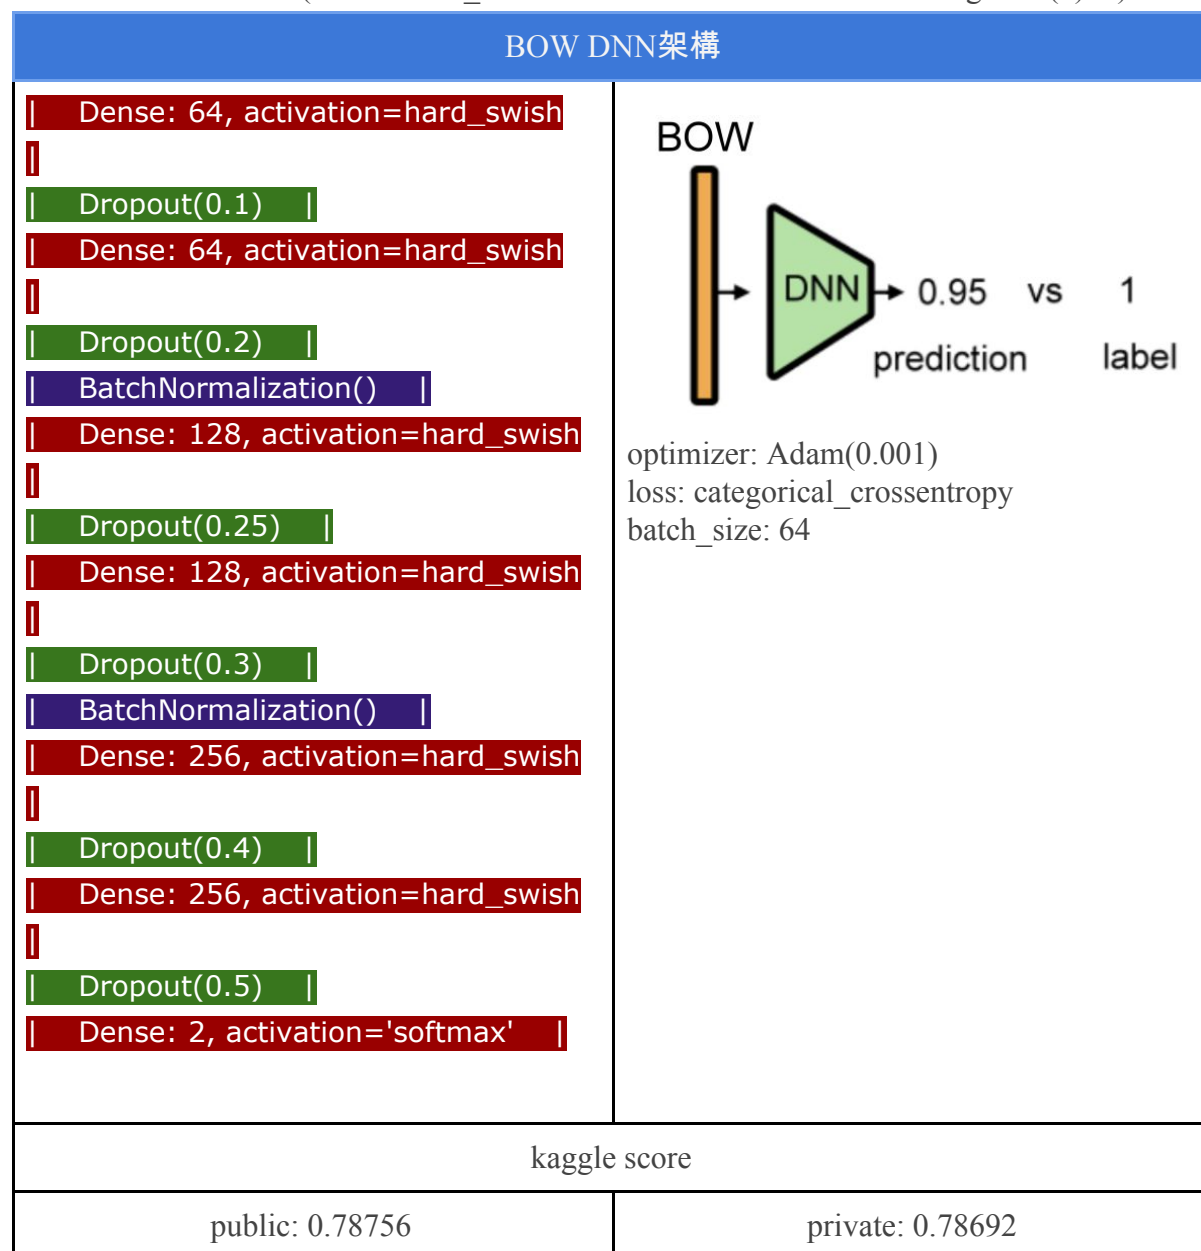 BOW DNN架構
|    Dense: 64, activation=hard_swish
|
|    Dropout(0.1)    |
|    Dense: 64, activation=hard_swish
|
|    Dropout(0.2)    |
|    BatchNormalization()    |
|    Dense: 128, activation=hard_swish
|
|    Dropout(0.25)    |
|    Dense: 128, activation=hard_swish
|
|    Dropout(0.3)    |
|    BatchNormalization()    |
|    Dense: 256, activation=hard_swish
|
|    Dropout(0.4)    |
|    Dense: 256, activation=hard_swish
|
|    Dropout(0.5)    |
|    Dense: 2, activation='softmax'    |
BOW
DNN 0.95 vs 1
prediction label
optimizer: Adam(0.001)
loss: categorical_crossentropy
batch_size: 64
kaggle score
public: 0.78756
private: 0.78692